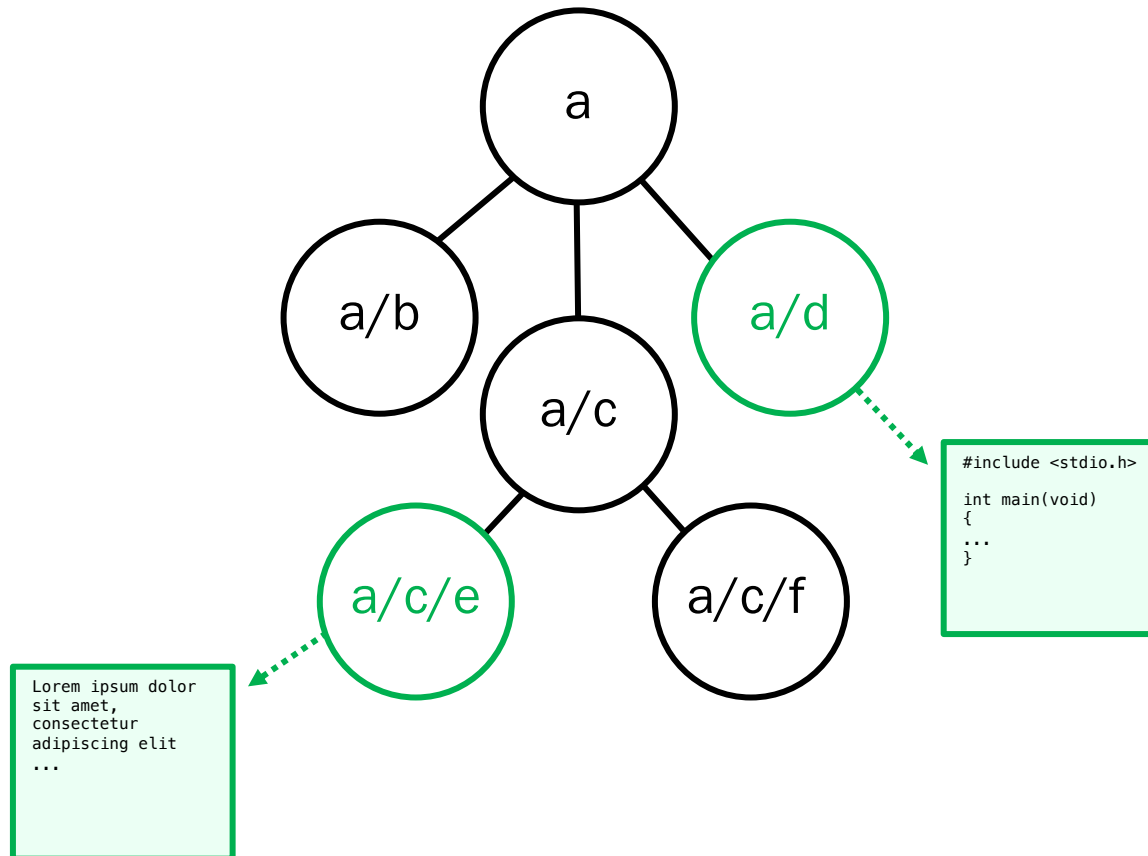 a
a/b
a/d
a/c
#include <stdio.h>
int main(void)
{
...
}
a/c/e
a/c/f
Lorem ipsum dolor
sit amet,
consectetur
adipiscing elit
...